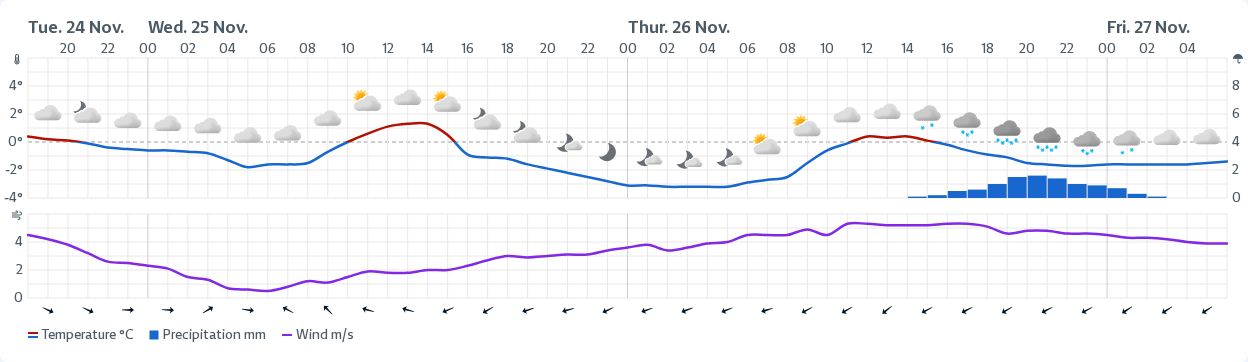 Tue. 24 Nov. Wed. 25 Nov. Thur. 26 Nov. Fri. 27 Nov.
20 22 00 02 04 06 08 10 12 14 16 18 20 22 00 02 04 06 08 10 12 14 16 18 20 22 00 02 04
4° 8
2° 6
0° 4
-2° 2
-4° 0
m/s
4
2
0
Temperature °C Precipitation mm Wind m/s